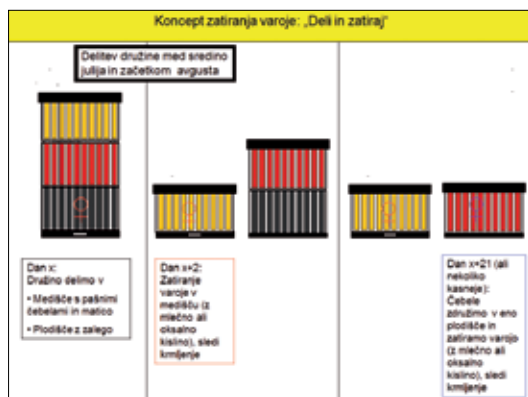 Koncept zatiranja varoje: „Deli in zatiraj‘
Delitev družine med sredino
julija in začetkom avgusta
Dan x:
Družino delimo v
• Medišče s pašnimi
čebelami in matico
• Plodišče z zalego
Dan x+2:
Zatiranje
varoje v
medišču (z
mlečno ali
oksalno
kislino), sledi
krmljenje
Dan x+21 (ali
nekoliko
kasneje):
Čebele
združimo v eno
plodišče in
zatiramo varojo
(z mlečno ali
oksalno
kislino), sledi
krmljenje